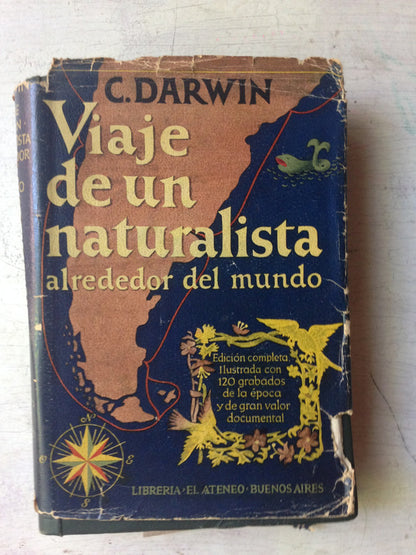 C. DARWIN
Viaje
de un
naturalista
alrededor del mundo
Edición completa.
Ilustrada con
120 grabados
de la época
y de gran valor
documental
LIBRERIA · EL ATENEO · BUENOS AIRES